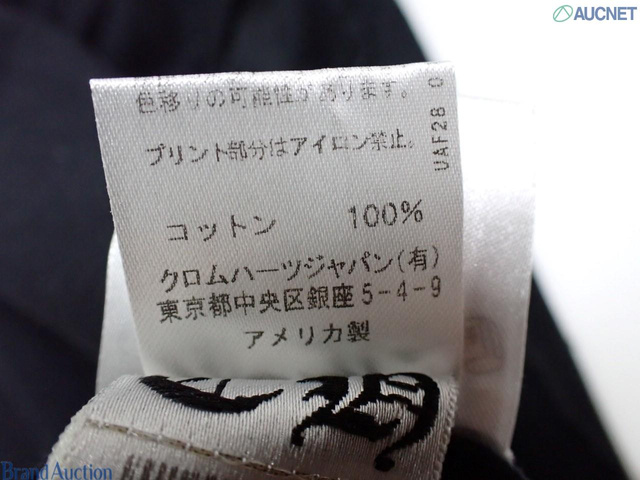 AUCNET
色移りの可能性があります。
プリント部分はアイロン禁止。
UAF28 0
コットン 100%
クロムハーツジャパン(有)
東京都中央区銀座5-4-9
アメリカ製
Brand Auction